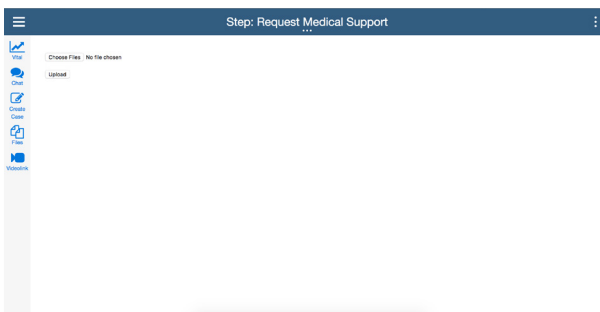 Step: Request Medical Support
Vital
Chat
Create
Case
Files
Videolink
Choose Files No file chosen
Upload